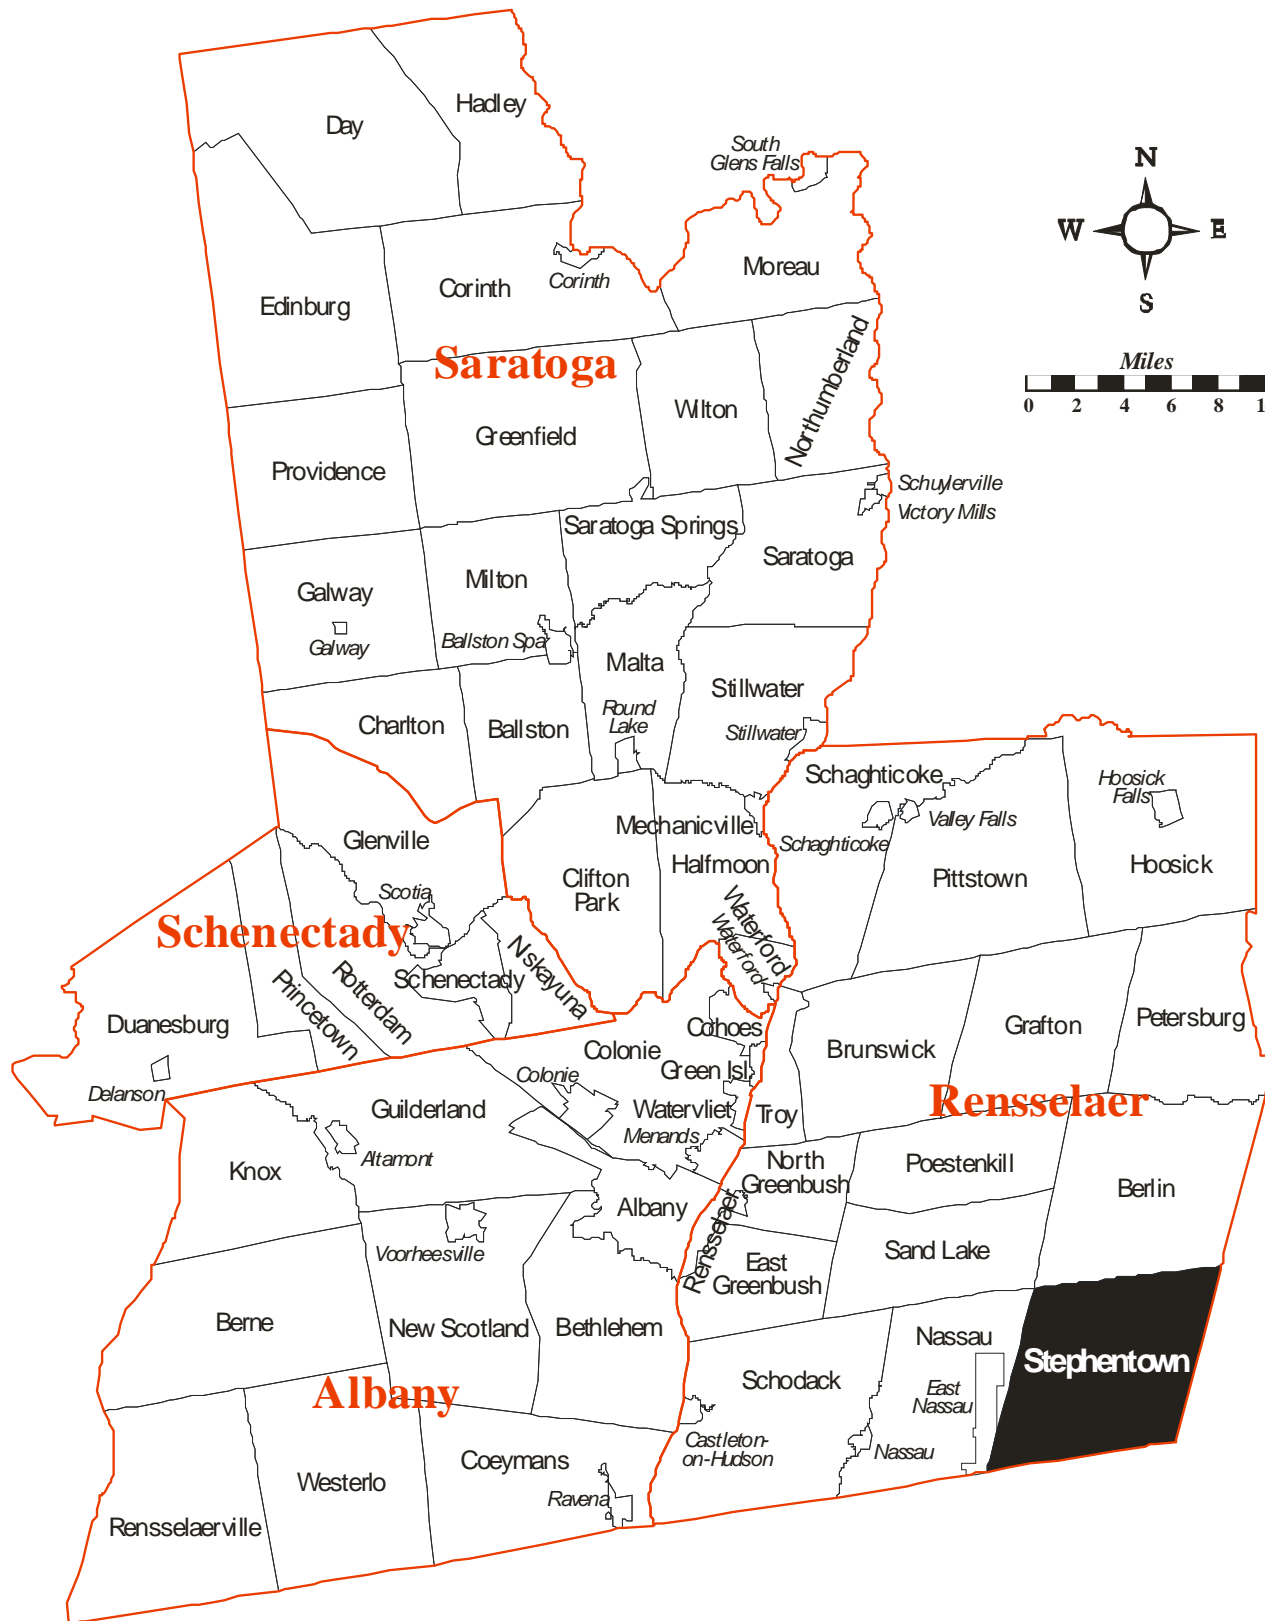 Hadley
Day
South
Glens Falls
N
W
E
S
Moreau
Corinth
Corinth
Edinburg
Saratoga
Northumberland
Miles
0 2 4 6 8 1
Wilton
Greenfield
Providence
Schuylerville
Victory Mills
Saratoga Springs
Saratoga
Milton
Galway
Galway
Ballston Spa
Malta
Stillwater
Round
Lake
Stillwater
Charlton
Ballston
Schaghticoke
Hoosick
Falls
Valley Falls
Schaghticoke
Mechanicville
Glenville
Halfmoon
Hoosick
Pittstown
Clifton
Park
Scotia
Waterford
Waterford
Schenectady
Niskayuna
Schenectady
Rotterdam
Princetown
Duanesburg
Delanson
Cohoes
Colonie
Green Isl.
Colonie
Watervliet
Menands
Troy
Brunswick
Grafton
Petersburg
Rensselaer
Guilderland
Altamont
Knox
North
Greenbush
Poestenkill
Berlin
Albany
Rensselaer
Voorheesville
Sand Lake
East
Greenbush
Berne
New Scotland
Bethlehem
Nassau
Stephentown
Schodack
East
Nassau
Albany
Castleton-
on-Hudson
Nassau
Coeymans
Westerlo
Ravena
Rensselaerville